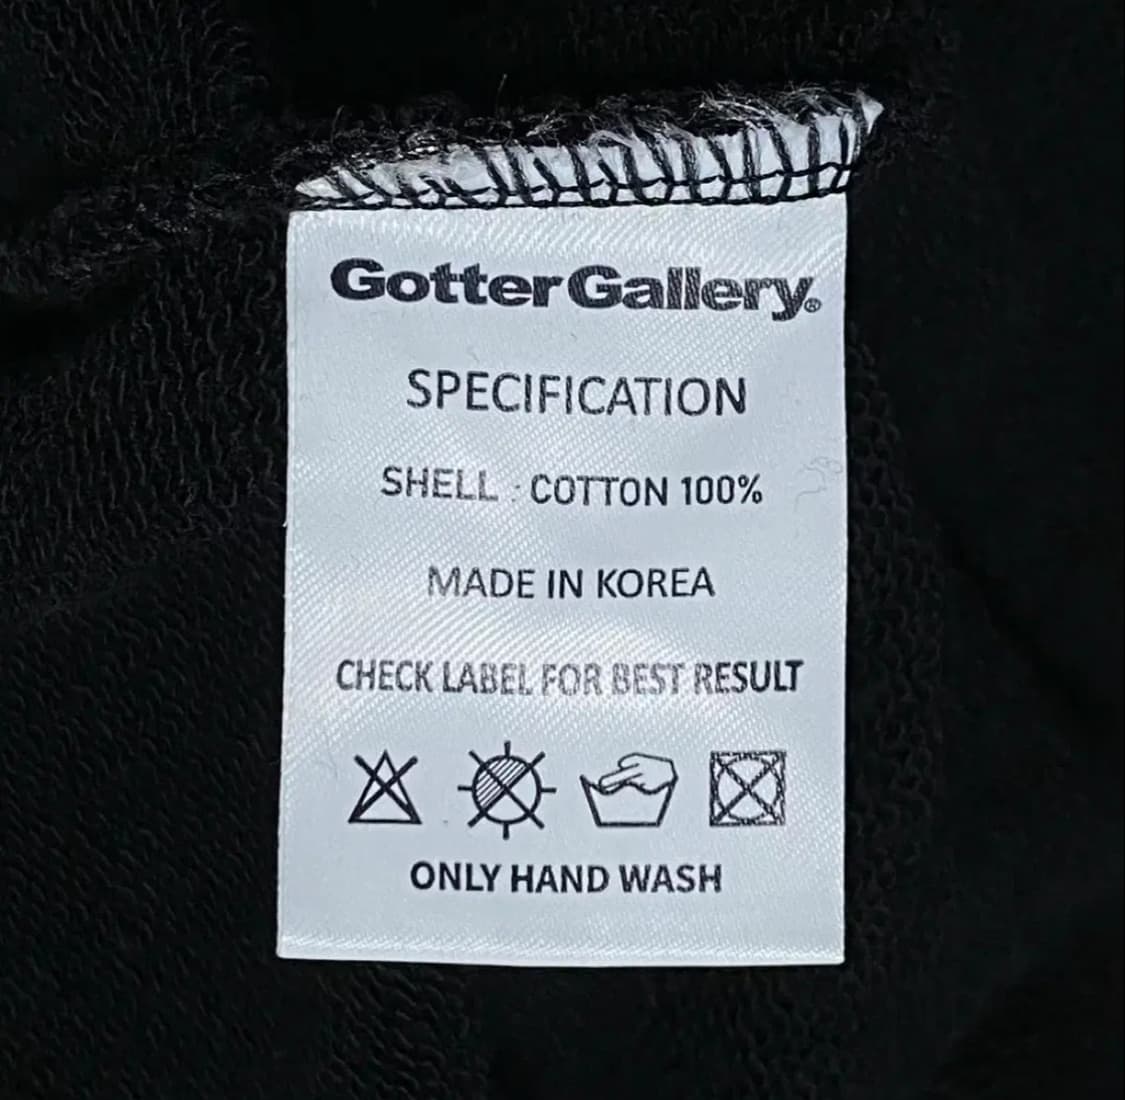 GotterGallery®
SPECIFICATION
SHELL : COTTON 100%
MADE IN KOREA
CHECK LABEL FOR BEST RESULT
ONLY HAND WASH